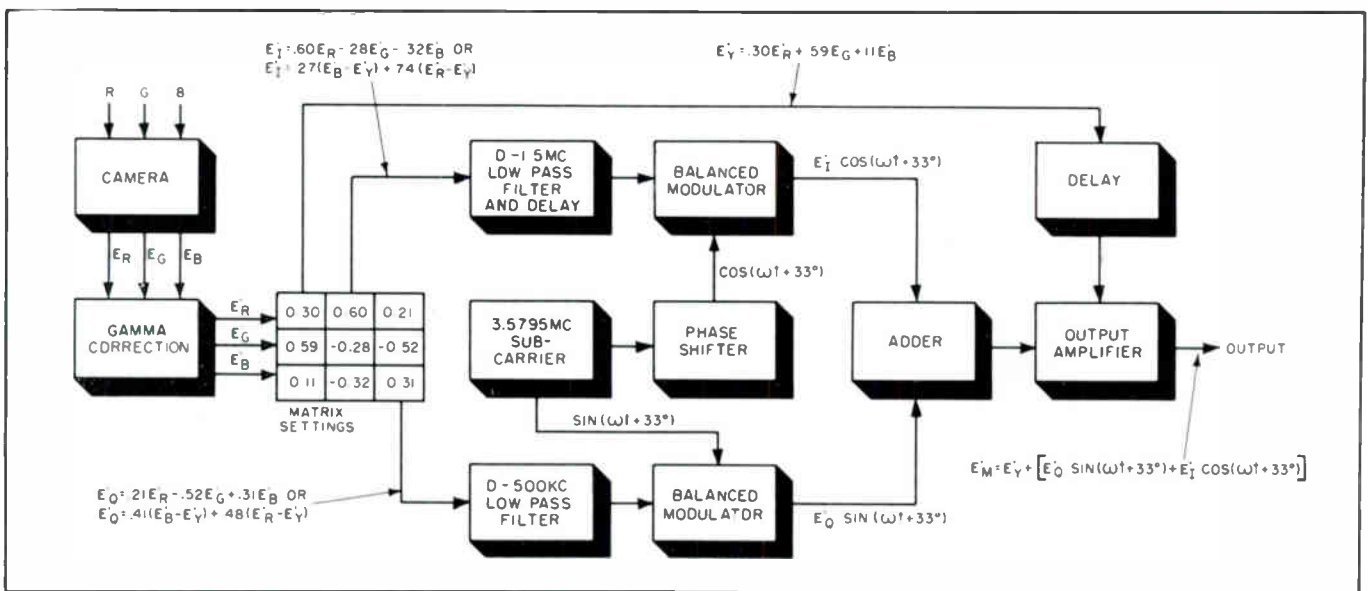 E'I = .60E'R - 28E'G - 32E'B OR
E'I = 27(E'B - E'Y) + 74(E'R - E'Y)
E'Y = .30E'R + 59E'G + 11E'B
R G B
CAMERA
D-1 5MC
LOW PASS
FILTER
AND DELAY
BALANCED
MODULATOR
E'I COS(ωt+33°)
DELAY
ER EG EB
COS(ωt+33°)
GAMMA
CORRECTION
E'R
E'G
E'B
0.30 0.60 0.21
0.59 -0.28 -0.52
0.11 -0.32 0.31
MATRIX
SETTINGS
3.5795MC
SUB-
CARRIER
PHASE
SHIFTER
ADDER
OUTPUT
AMPLIFIER
OUTPUT
SIN(ωt+33°)
E'M = E'Y + [E'Q SIN(ωt+33°) + E'I COS(ωt+33°)]
E'Q = .21E'R - .52E'G + .31E'B OR
E'Q = .41(E'B - E'Y) + 48(E'R - E'Y)
D-500KC
LOW PASS
FILTER
BALANCED
MODULATOR
E'Q SIN(ωt+33°)